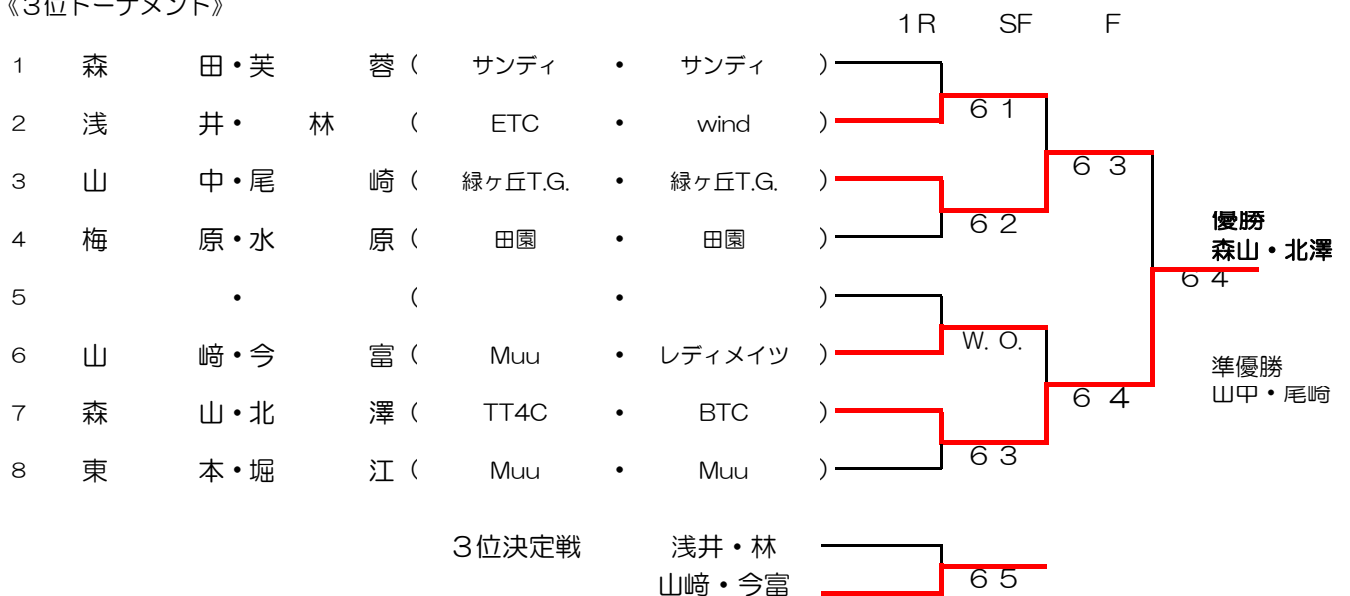 《3位トーナメント》
1R SF F
1 森田・芙蓉 ( サンディ ・ サンディ )
6 1
2 浅井・林 ( ETC ・ wind )
6 3
3 山中・尾崎 ( 緑ヶ丘T.G. ・ 緑ヶ丘T.G. )
6 2
4 梅原・水原 ( 田園 ・ 田園 )
優勝
森山・北澤
6 4
5 ・ ( ・ )
W.O.
6 山﨑・今富 ( Muu ・ レディメイツ )
準優勝
山中・尾崎
6 4
7 森山・北澤 ( TT4C ・ BTC )
6 3
8 東本・堀江 ( Muu ・ Muu )
3位決定戦 浅井・林
山﨑・今富
6 5